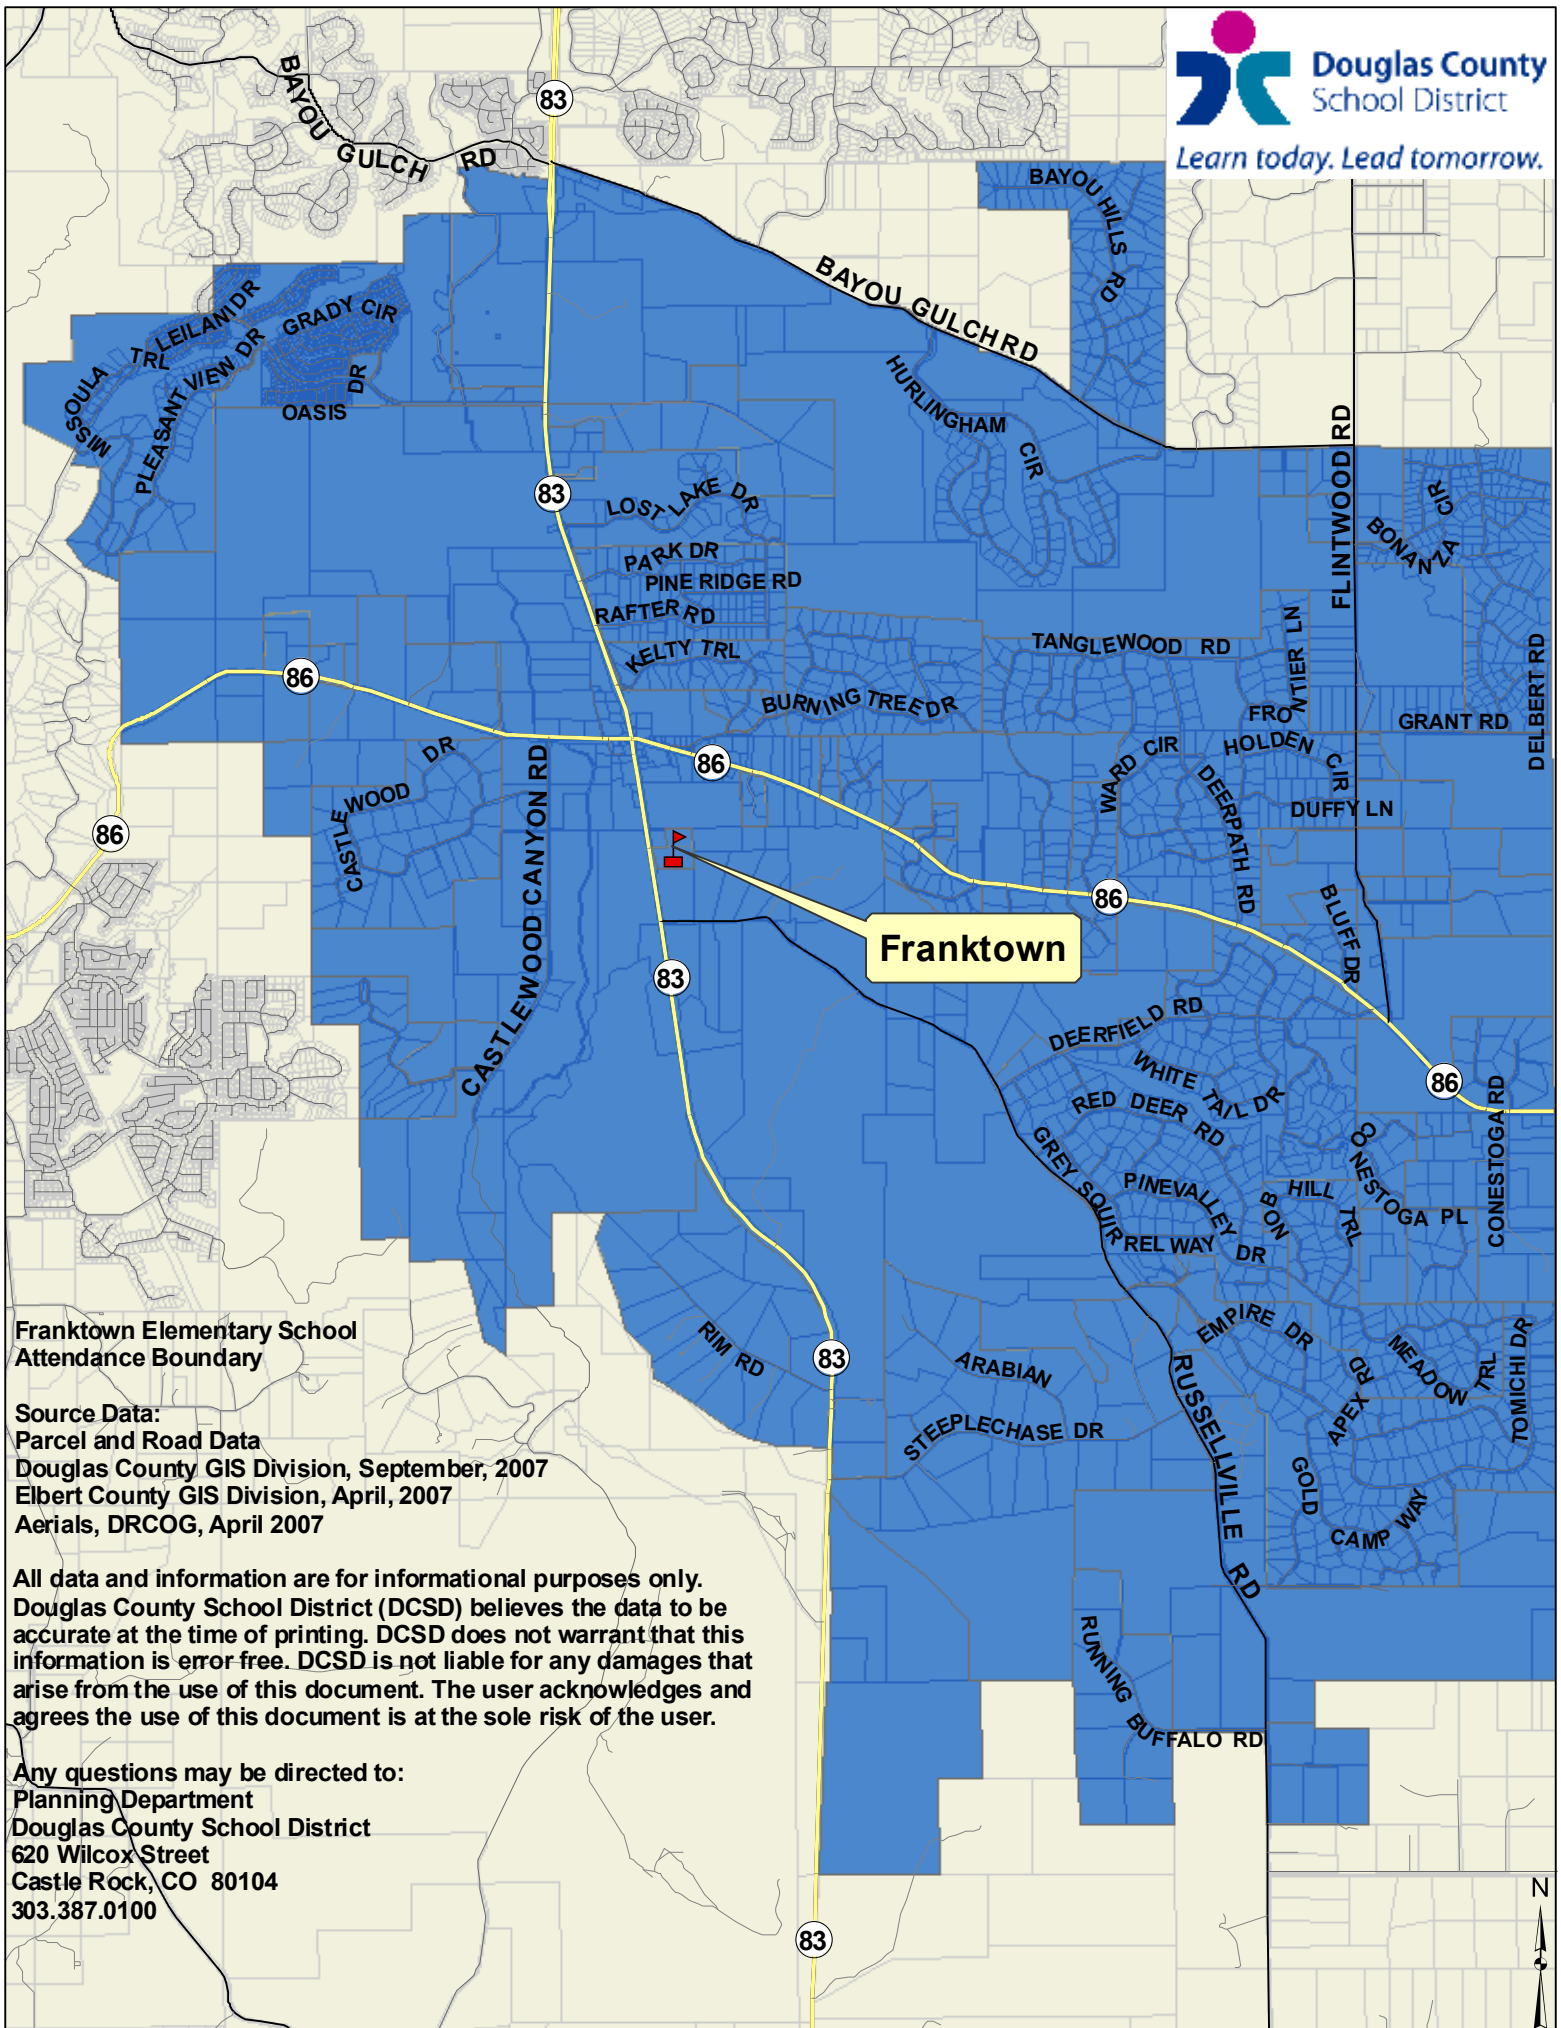 Douglas County
School District
Learn today. Lead tomorrow.
83
BAYOU GULCH RD
BAYOU HILLS RD
BAYOU GULCH RD
LEILANI DR
GRADY CIR
MISSOULA TRL
PLEASANT VIEW DR
OASIS DR
HURLINGHAM CIR
FLINTWOOD RD
83
LOST LAKE DR
BONANZA CIR
PARK DR
PINE RIDGE RD
RAFTER RD
KELTY TRL
TANGLEWOOD RD
FRONTIER LN
DELBERT RD
86
BURNING TREE DR
GRANT RD
86
WARD CIR
HOLDEN CIR
CASTLEWOOD DR
CASTLEWOOD CANYON RD
DEERPATH RD
DUFFY LN
86
86
BLUFF DR
Franktown
83
DEERFIELD RD
WHITE TAIL DR
86
RED DEER RD
CONESTOGA RD
GREY SQUIRREL WAY
PINEVALLEY DR
BON HILL TRL
CONESTOGA PL
EMPIRE DR
RIM RD
83
ARABIAN
MEADOW TRL
TOMICHI DR
APEX RD
STEEPLECHASE DR
RUSSELLVILLE RD
GOLD CAMP WAY
RUNNING BUFFALO RD
83
N
Franktown Elementary School
Attendance Boundary
Source Data:
Parcel and Road Data
Douglas County GIS Division, September, 2007
Elbert County GIS Division, April, 2007
Aerials, DRCOG, April 2007
All data and information are for informational purposes only.
Douglas County School District (DCSD) believes the data to be
accurate at the time of printing. DCSD does not warrant that this
information is error free. DCSD is not liable for any damages that
arise from the use of this document. The user acknowledges and
agrees the use of this document is at the sole risk of the user.
Any questions may be directed to:
Planning Department
Douglas County School District
620 Wilcox Street
Castle Rock, CO 80104
303.387.0100